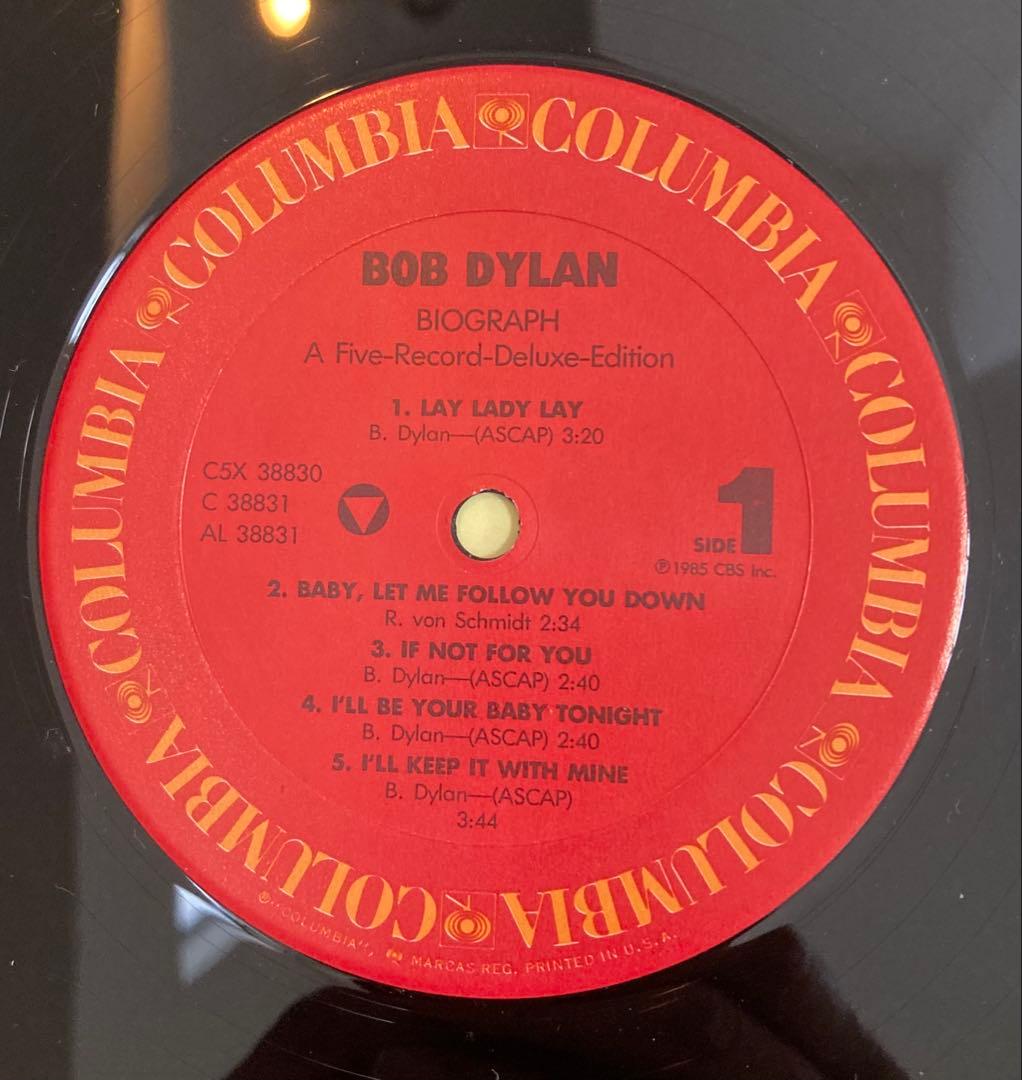 COLUMBIA COLUMBIA COLUMBIA COLUMBIA COLUMBIA COLUMBIA COLUMBIA COLUMBIA
BOB DYLAN
BIOGRAPH
A Five-Record-Deluxe-Edition
1. LAY LADY LAY
B. Dylan—(ASCAP) 3:20
C5X 38830
C 38831
AL 38831
SIDE 1
℗1985 CBS Inc.
2. BABY, LET ME FOLLOW YOU DOWN
R. von Schmidt 2:34
3. IF NOT FOR YOU
B. Dylan—(ASCAP) 2:40
4. I'LL BE YOUR BABY TONIGHT
B. Dylan—(ASCAP) 2:40
5. I'LL KEEP IT WITH MINE
B. Dylan—(ASCAP)
3:44
® "COLUMBIA", MARCAS REG. PRINTED IN U.S.A.